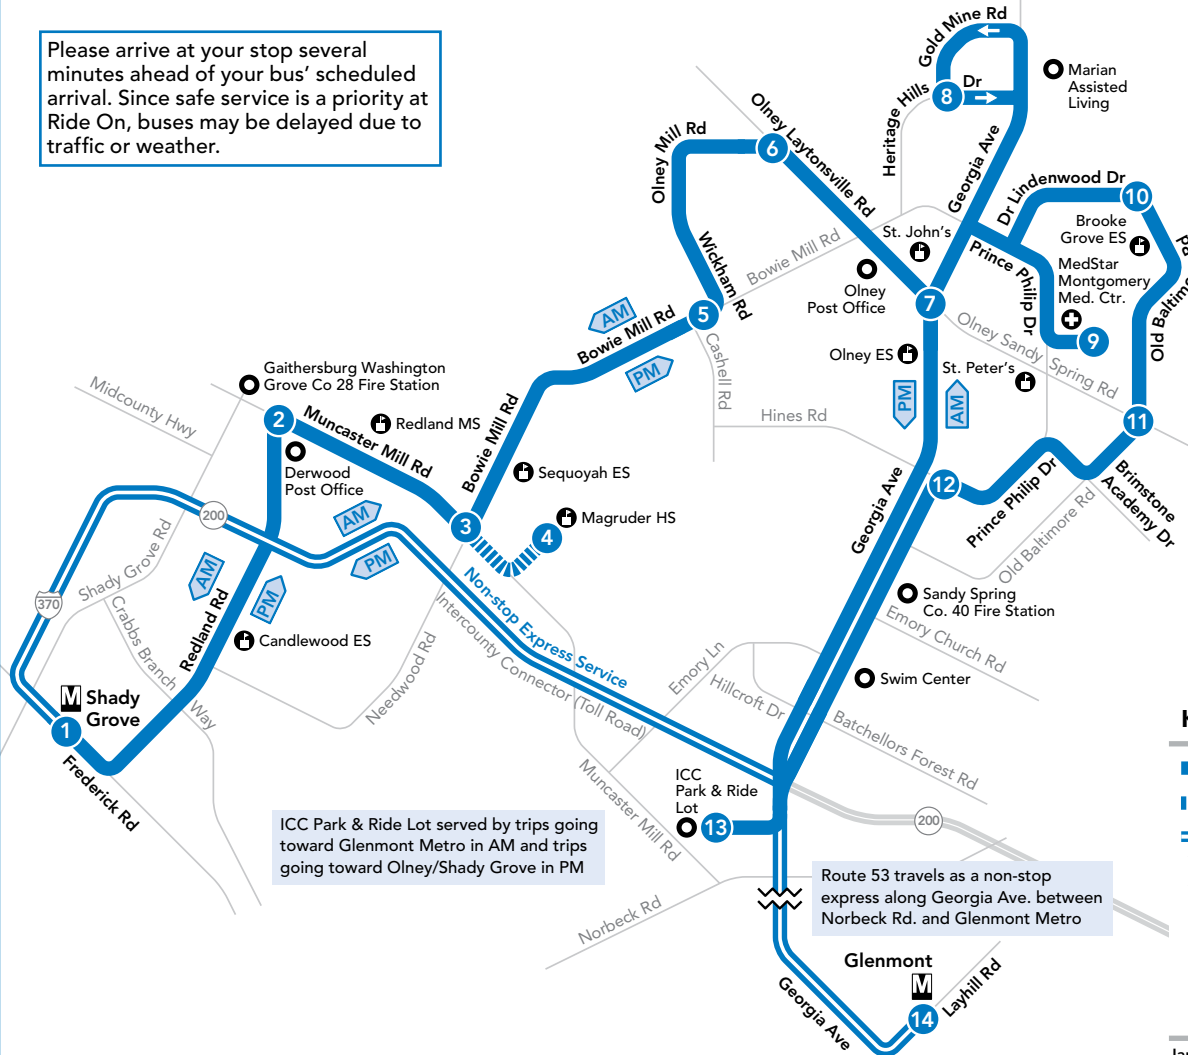 Please arrive at your stop several
minutes ahead of your bus’ scheduled
arrival. Since safe service is a priority at
Ride On, buses may be delayed due to
traffic or weather.
Gold Mine Rd
Marian
Assisted
Living
Heritage Hills
Dr
8
Olney Mill Rd
6
Olney Laytonsville Rd
Georgia Ave
Dr Lindenwood Dr
10
Brooke
Grove ES
St. John's
Bowie Mill Rd
Wickham Rd
Prince Philip Dr
MedStar
Montgomery
Med. Ctr.
Olney
Post Office
7
9
Old Baltimo
AM
5
Bowie Mill Rd
PM
Cashell Rd
Olney ES
Olney Sandy Spring Rd
St. Peter's
PM
AM
Gaithersburg Washington
Grove Co 28 Fire Station
Midcounty Hwy
2
Muncaster Mill Rd
Redland MS
Derwood
Post Office
Bowie Mill Rd
Sequoyah ES
Hines Rd
11
12
Prince Philip Dr
Brimstone
Academy Dr
Georgia Ave
Old Baltimore Rd
200
AM
PM
3
4
Magruder HS
Shady Grove Rd
370
AM
PM
Redland Rd
Crabbs Branch Way
Candlewood ES
Non-stop Express Service
Intercounty Connector (Toll Road)
Needwood Rd
Sandy Spring
Co. 40 Fire Station
Emory Church Rd
Emory Ln
Swim Center
Hillcroft Dr
Batchellors Forest Rd
M
Shady
Grove
1
Frederick Rd
ICC
Park & Ride
Lot
13
Muncaster Mill Rd
200
ICC Park & Ride Lot served by trips going
toward Glenmont Metro in AM and trips
going toward Olney/Shady Grove in PM
Route 53 travels as a non-stop
express along Georgia Ave. between
Norbeck Rd. and Glenmont Metro
Norbeck Rd
Glenmont
M
14
Layhill Rd
Georgia Ave